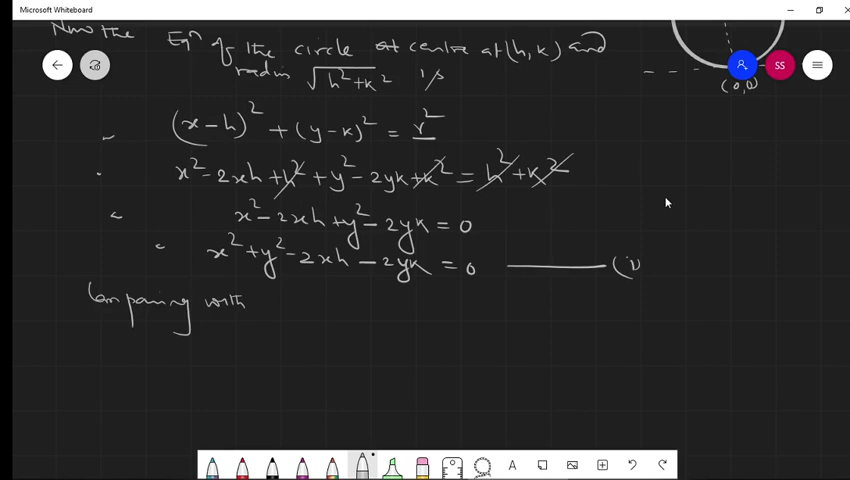 Microsoft Whiteboard
Now the Eqn of the circle at centre at (h, k) and
radius √h²+k² is
(0,0)
SS
(x-h)² + (y-k)² = r²
x² - 2xh + h² + y² - 2yk + k² = h² + k²
x² - 2xh + y² - 2yk = 0
x² + y² - 2xh - 2yk = 0 ——— (i)
Comparing with
A